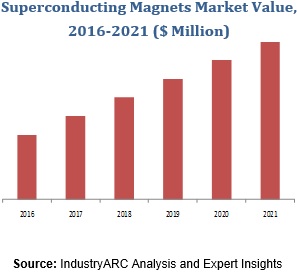 Superconducting Magnets Market Value,
2016-2021 ($ Million)
2016 2017 2018 2019 2020 2021
Source: IndustryARC Analysis and Expert Insights